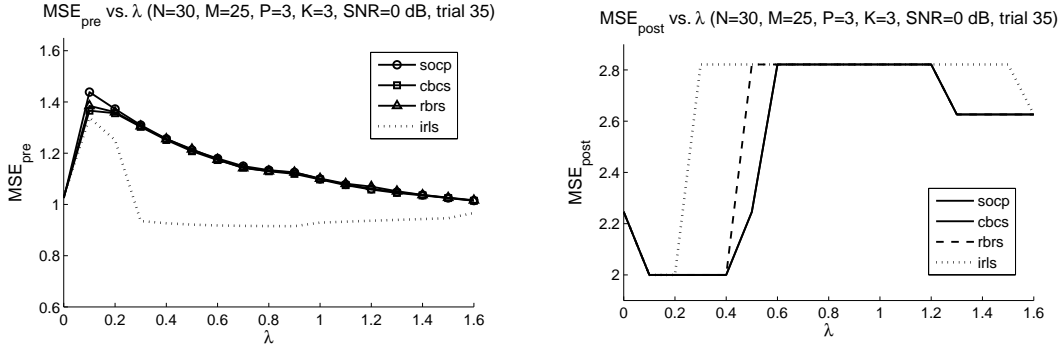 MSE_pre vs. λ (N=30, M=25, P=3, K=3, SNR=0 dB, trial 35)
1.6
1.4
1.2
1
0.8
0.6
MSE_pre
0 0.2 0.4 0.6 0.8 1 1.2 1.4 1.6
λ
socp
cbcs
rbrs
irls
MSE_post vs. λ (N=30, M=25, P=3, K=3, SNR=0 dB, trial 35)
2.8
2.6
2.4
2.2
2
MSE_post
0 0.2 0.4 0.6 0.8 1 1.2 1.4 1.6
λ
socp
cbcs
rbrs
irls